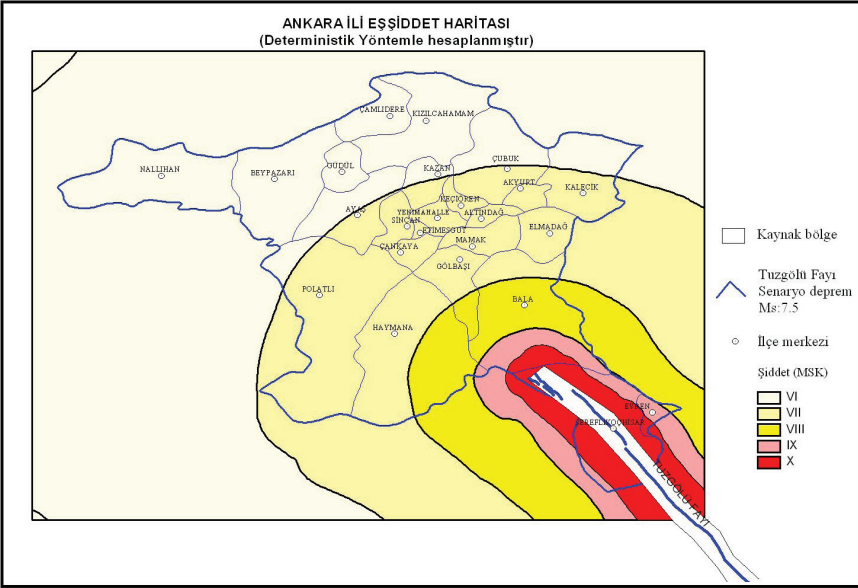 ANKARA İLİ EŞŞİDDET HARİTASI
(Deterministik Yöntemle hesaplanmıştır)
ÇAMLIDERE
KIZILCAHAMAM
NALLIHAN
BEYPAZARI
GÜDÜL
KAZAN
ÇUBUK
AKYURT
KALECİK
KEÇİÖREN
AYAŞ
YENİMAHALLE
ALTINDAĞ
SİNCAN
ETİMESGUT
ELMADAĞ
ÇANKAYA
MAMAK
GÖLBAŞI
POLATLI
BALA
HAYMANA
EVREN
ŞEREFLİKOÇHİSAR
TUZGÖLÜ FAYI
Kaynak bölge
Tuzgölü Fayı
Senaryo deprem
Ms:7.5
İlçe merkezi
Şiddet (MSK)
VI
VII
VIII
IX
X